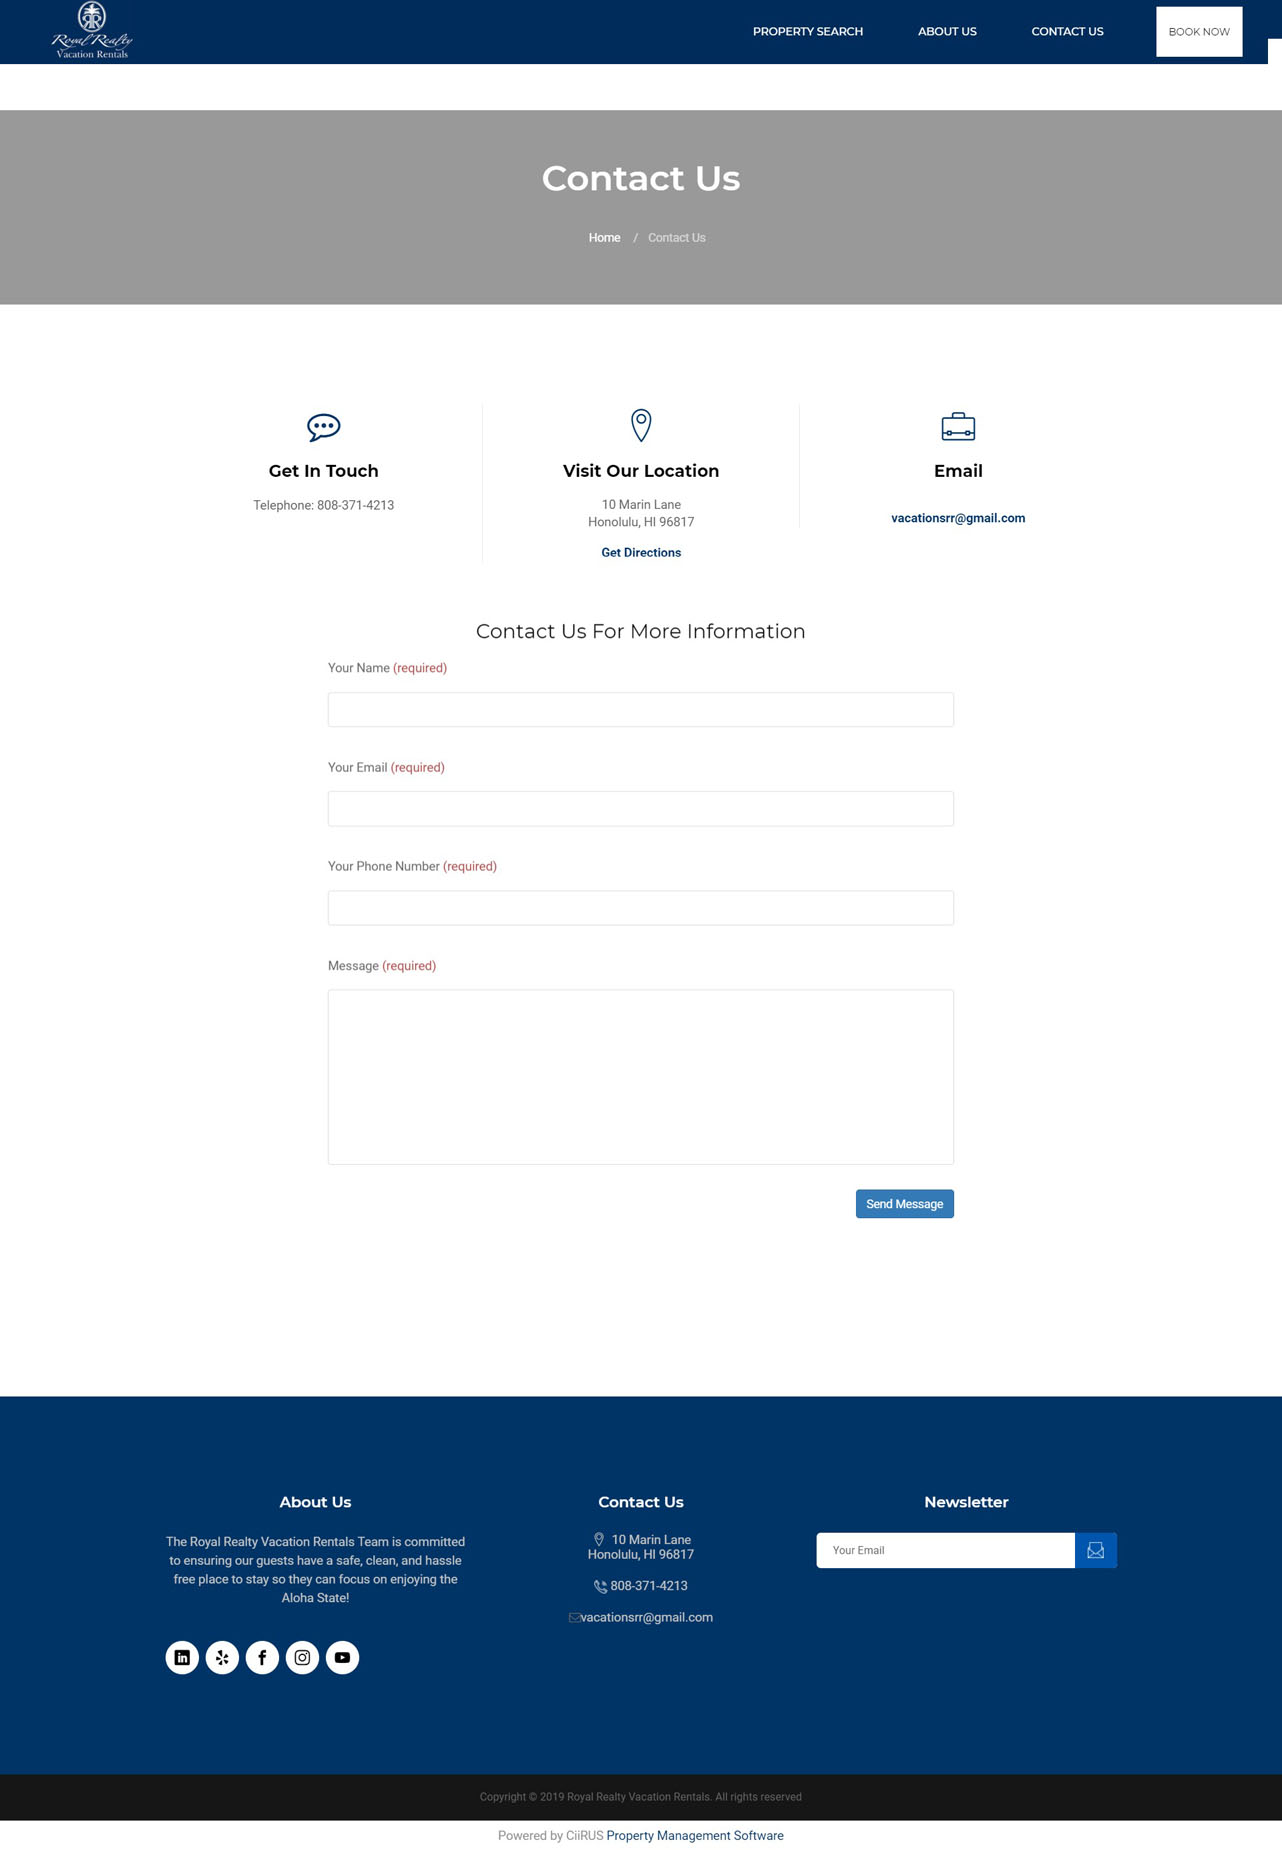 Royal Realty
Vacation Rentals
PROPERTY SEARCH
ABOUT US
CONTACT US
BOOK NOW
Contact Us
Home / Contact Us
Get In Touch
Telephone: 808-371-4213
Visit Our Location
10 Marin Lane
Honolulu, HI 96817
Get Directions
Email
vacationsrr@gmail.com
Contact Us For More Information
Your Name (required)
Your Email (required)
Your Phone Number (required)
Message (required)
Send Message
About Us
The Royal Realty Vacation Rentals Team is committed
to ensuring our guests have a safe, clean, and hassle
free place to stay so they can focus on enjoying the
Aloha State!
Contact Us
10 Marin Lane
Honolulu, HI 96817
808-371-4213
vacationsrr@gmail.com
Newsletter
Your Email
Copyright © 2019 Royal Realty Vacation Rentals. All rights reserved
Powered by CiiRUS Property Management Software